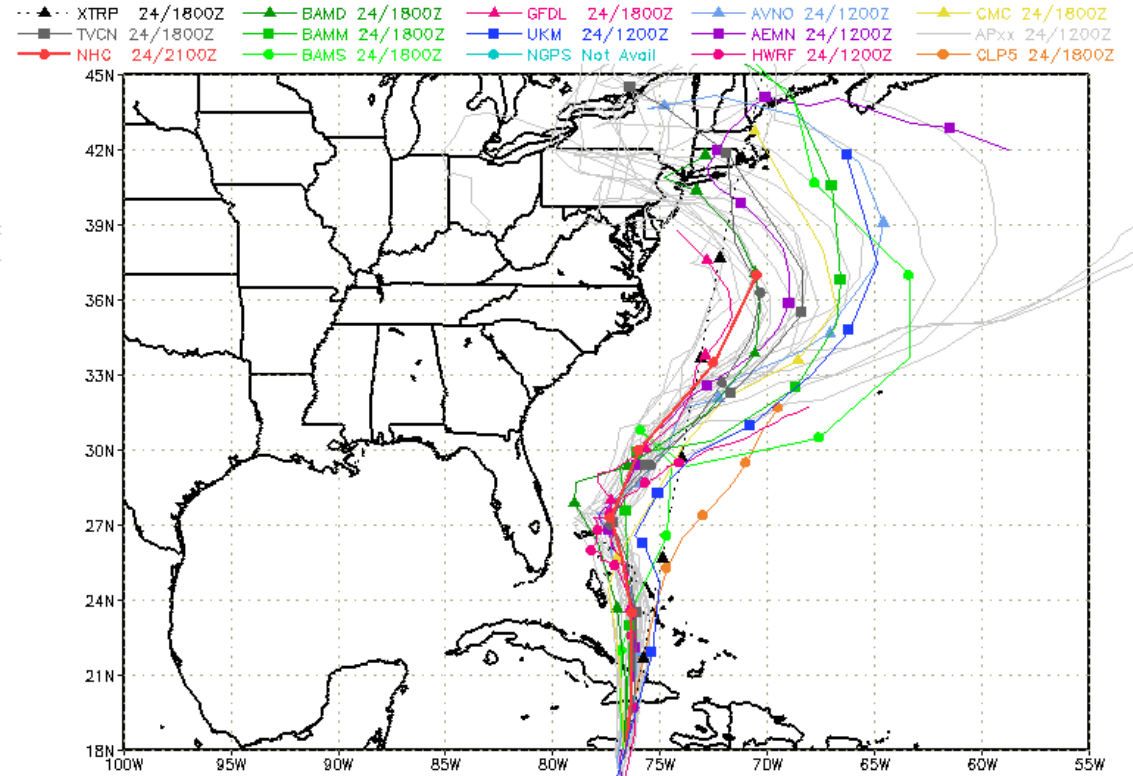 XTRP 24/1800Z BAMD 24/1800Z GFDL 24/1800Z AVNO 24/1200Z CMC 24/1800Z
TVCN 24/1800Z BAMM 24/1800Z UKM 24/1200Z AEMN 24/1200Z APxx 24/1200Z
NHC 24/2100Z BAMS 24/1800Z NGPS Not Avail HWRF 24/1200Z CLP5 24/1800Z
45N
42N
39N
36N
33N
30N
27N
24N
21N
18N
100W 95W 90W 85W 80W 75W 70W 65W 60W 55W